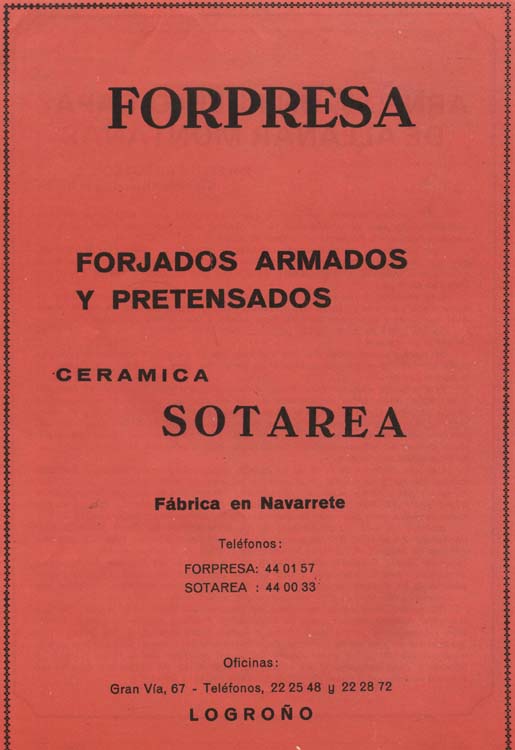 FORPRESA
FORJADOS ARMADOS
Y PRETENSADOS
CERAMICA
SOTAREA
Fábrica en Navarrete
Teléfonos:
FORPRESA: 44 01 57
SOTAREA : 44 00 33
Oficinas:
Gran Vía, 67 - Teléfonos, 22 25 48 y 22 28 72
LOGROÑO